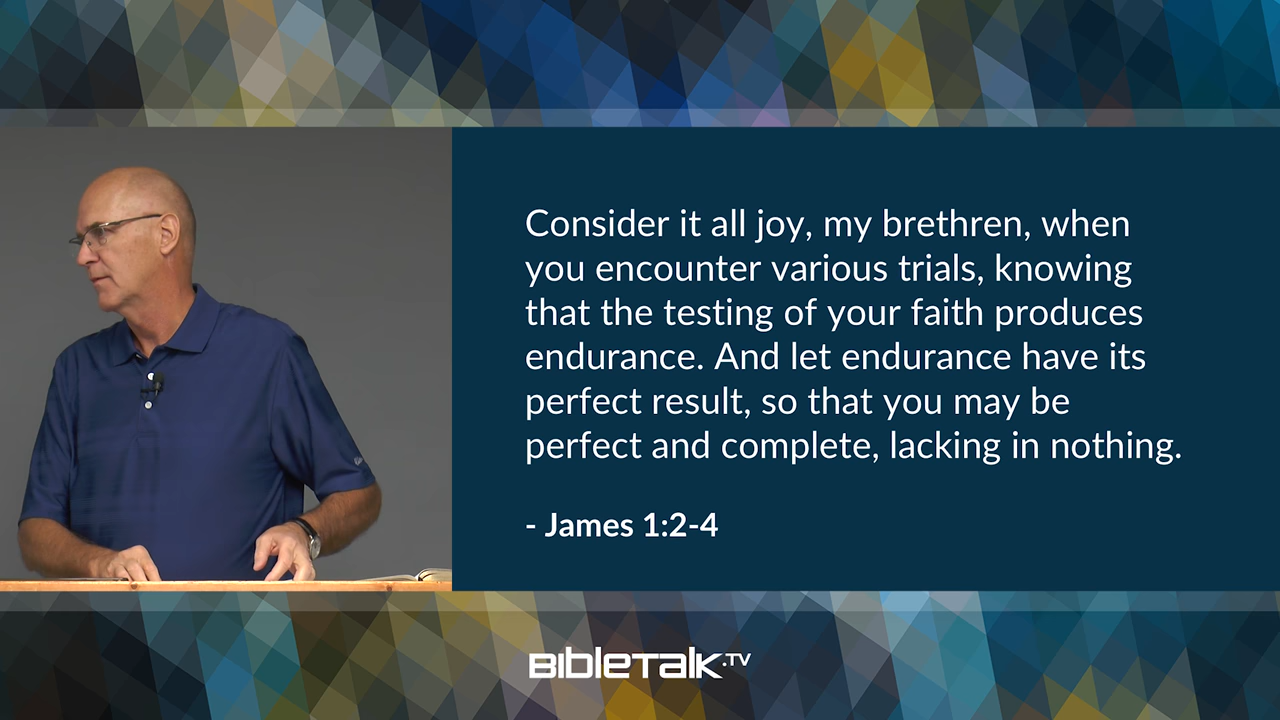 Consider it all joy, my brethren, when
you encounter various trials, knowing
that the testing of your faith produces
endurance. And let endurance have its
perfect result, so that you may be
perfect and complete, lacking in nothing.
- James 1:2-4
BIBLETALK.TV